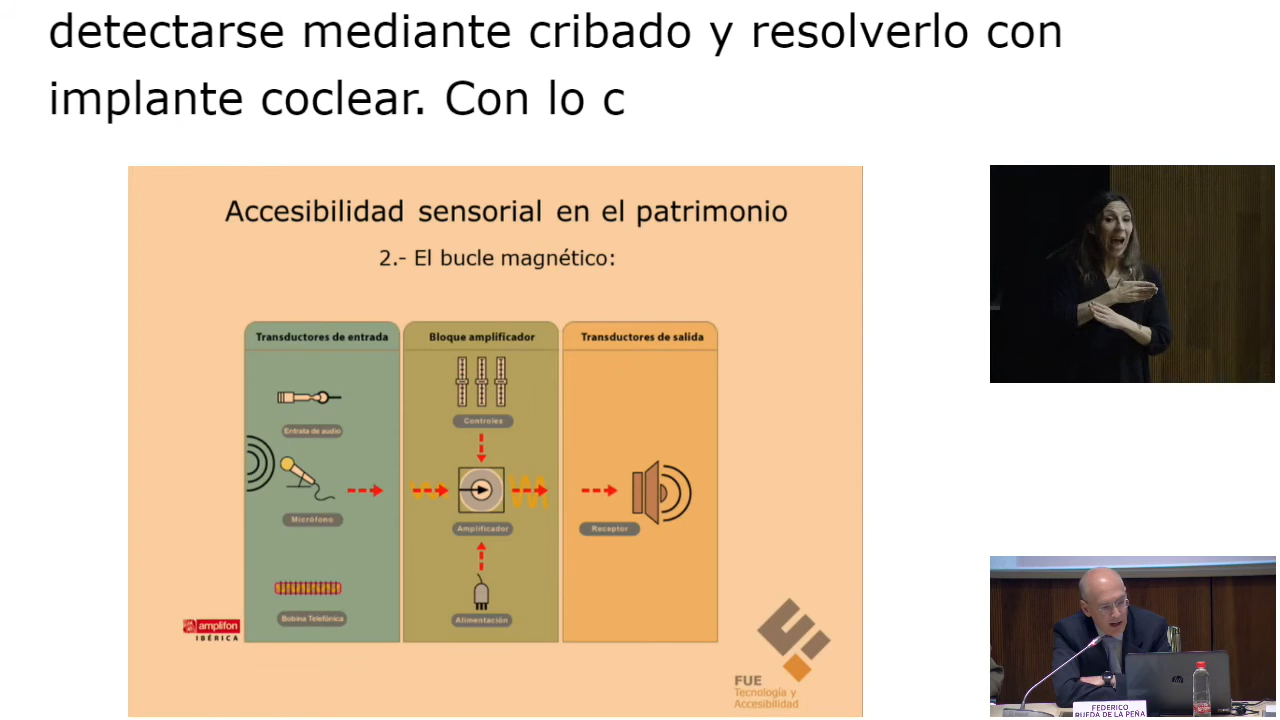 detectarse mediante cribado y resolverlo con
implante coclear. Con lo c
Accesibilidad sensorial en el patrimonio
2.- El bucle magnético:
Transductores de entrada
Bloque amplificador
Transductores de salida
Entrata de audio
Controles
Micrófono
Amplificador
Receptor
Bobina Telefónica
Alimentación
amplifon
IBÉRICA
FUE
Tecnología y
Accesibilidad
FEDERICO
RUEDA DE LA PEÑA